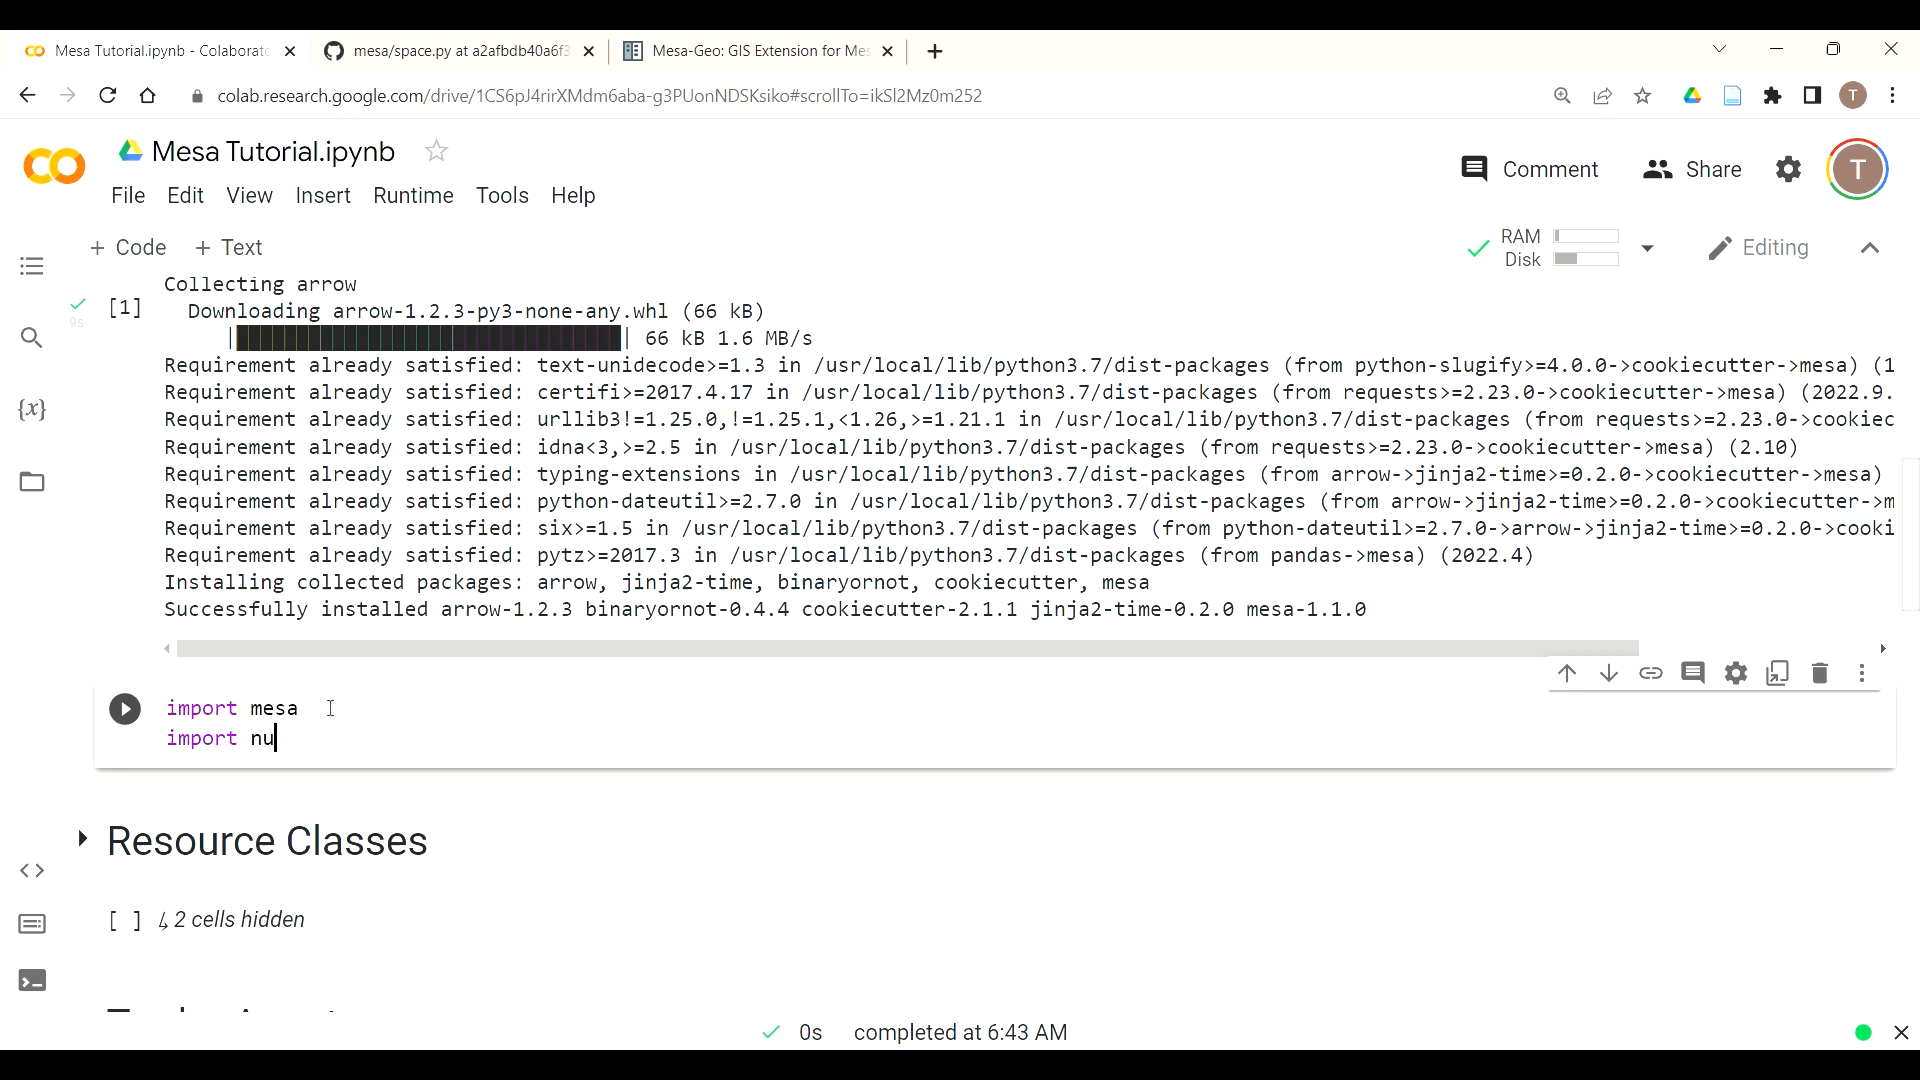 Mesa Tutorial.ipynb - Colaborato
mesa/space.py at a2afbdb40a6f3
Mesa-Geo: GIS Extension for Mes
colab.research.google.com/drive/1CS6pJ4rirXMdm6aba-g3PUonNDSKsiko#scrollTo=ikSl2Mz0m252
T
Mesa Tutorial.ipynb
Comment
Share
T
File Edit View Insert Runtime Tools Help
+ Code + Text
RAM
Disk
Editing
Collecting arrow
[1] Downloading arrow-1.2.3-py3-none-any.whl (66 kB)
9s
| | 66 kB 1.6 MB/s
Requirement already satisfied: text-unidecode>=1.3 in /usr/local/lib/python3.7/dist-packages (from python-slugify>=4.0.0->cookiecutter->mesa) (1
Requirement already satisfied: certifi>=2017.4.17 in /usr/local/lib/python3.7/dist-packages (from requests>=2.23.0->cookiecutter->mesa) (2022.9.
Requirement already satisfied: urllib3!=1.25.0,!=1.25.1,<1.26,>=1.21.1 in /usr/local/lib/python3.7/dist-packages (from requests>=2.23.0->cookiec
Requirement already satisfied: idna<3,>=2.5 in /usr/local/lib/python3.7/dist-packages (from requests>=2.23.0->cookiecutter->mesa) (2.10)
Requirement already satisfied: typing-extensions in /usr/local/lib/python3.7/dist-packages (from arrow->jinja2-time>=0.2.0->cookiecutter->mesa)
Requirement already satisfied: python-dateutil>=2.7.0 in /usr/local/lib/python3.7/dist-packages (from arrow->jinja2-time>=0.2.0->cookiecutter->m
Requirement already satisfied: six>=1.5 in /usr/local/lib/python3.7/dist-packages (from python-dateutil>=2.7.0->arrow->jinja2-time>=0.2.0->cooki
Requirement already satisfied: pytz>=2017.3 in /usr/local/lib/python3.7/dist-packages (from pandas->mesa) (2022.4)
Installing collected packages: arrow, jinja2-time, binaryornot, cookiecutter, mesa
Successfully installed arrow-1.2.3 binaryornot-0.4.4 cookiecutter-2.1.1 jinja2-time-0.2.0 mesa-1.1.0
import mesa
import nu
Resource Classes
[ ] ↳ 2 cells hidden
0s completed at 6:43 AM